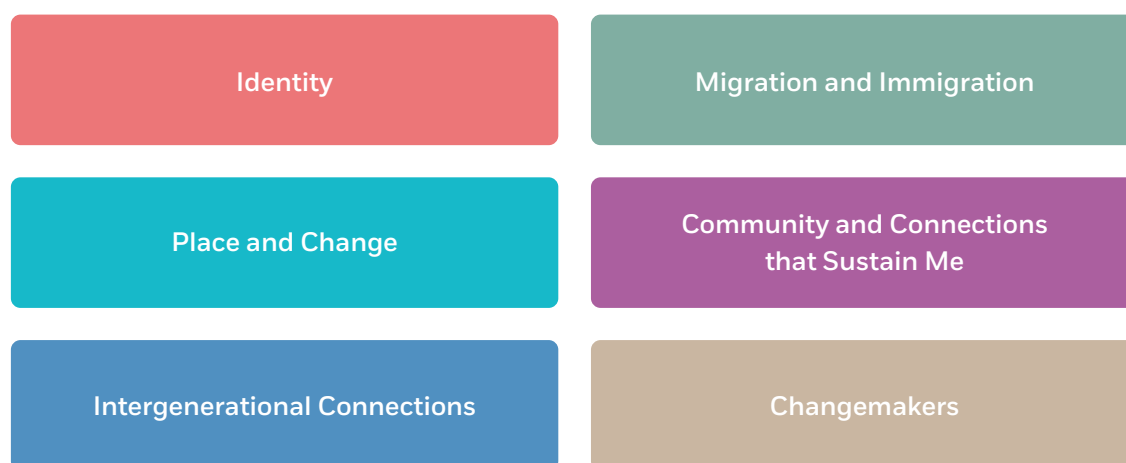 Identity
Migration and Immigration
Place and Change
Community and Connections
that Sustain Me
Intergenerational Connections
Changemakers